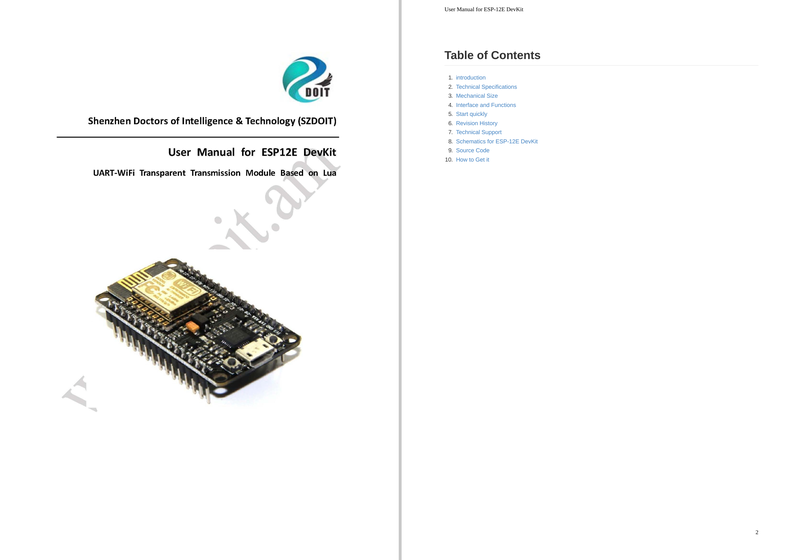 DOIT
Shenzhen Doctors of Intelligence & Technology (SZDOIT)
User Manual for ESP12E DevKit
UART-WiFi Transparent Transmission Module Based on Lua
oit.am
User Manual for ESP-12E DevKit
Table of Contents
1. introduction
2. Technical Specifications
3. Mechanical Size
4. Interface and Functions
5. Start quickly
6. Revision History
7. Technical Support
8. Schematics for ESP-12E DevKit
9. Source Code
10. How to Get it
2